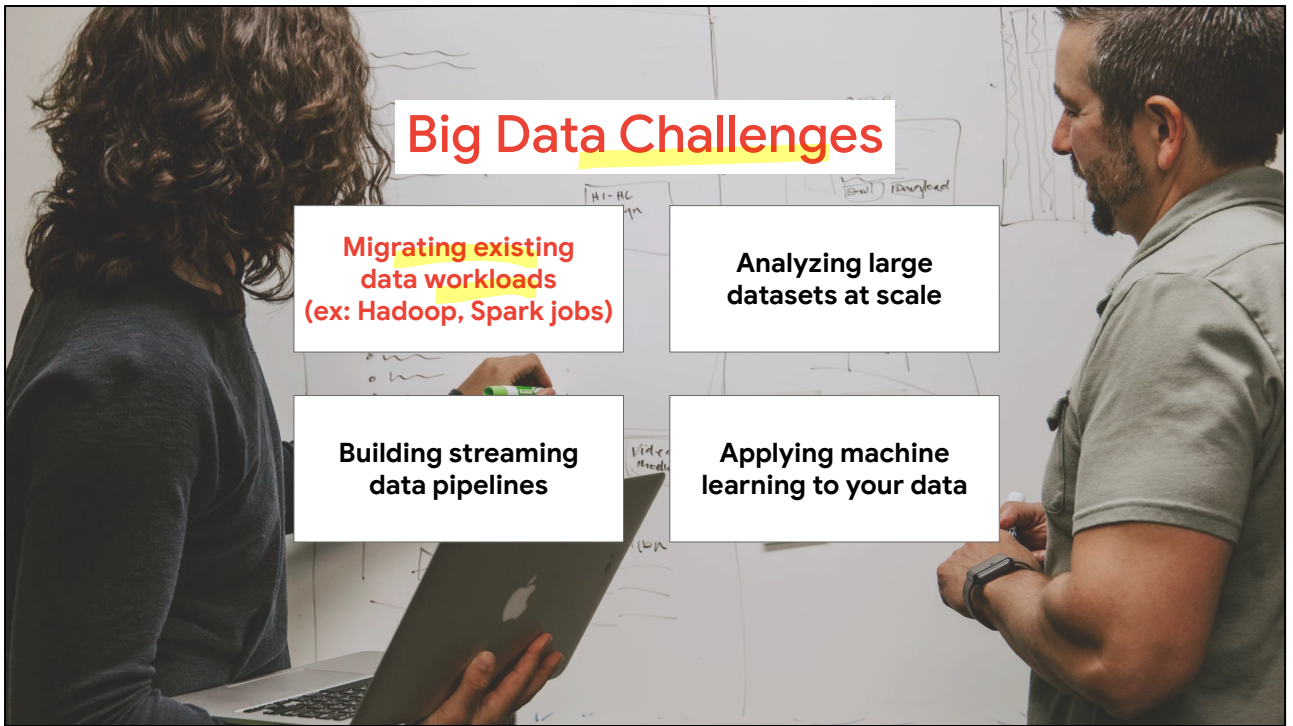 Big Data Challenges
Migrating existing
data workloads
(ex: Hadoop, Spark jobs)
Analyzing large
datasets at scale
Building streaming
data pipelines
Applying machine
learning to your data